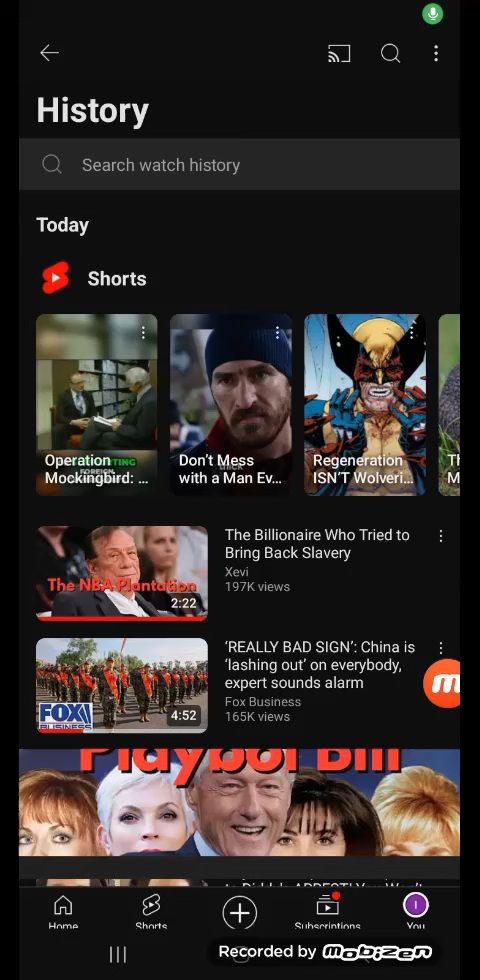 History
Search watch history
Today
Shorts
Operation
Mockingbird: ...
FOREIGN
Don't Mess
with a Man Ev...
thick
Regeneration
ISN'T Wolveri...
The NBA Plantation
2:22
The Billionaire Who Tried to
Bring Back Slavery
Xevi
197K views
FOX
BUSINESS
4:52
'REALLY BAD SIGN': China is
'lashing out' on everybody,
expert sounds alarm
Fox Business
165K views
m
Playboi Bill
Home
Shorts
Subscriptions
I
You
Recorded by mobizen